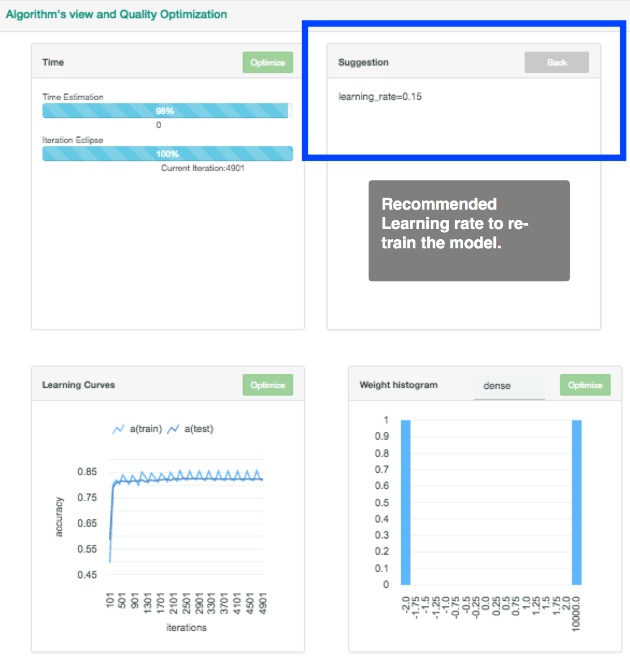 Algorithm's view and Quality Optimization
Time
Optimize
Suggestion
Back
Time Estimation
98%
0
Iteration Eclipse
100%
Current Iteration:4901
learning_rate=0.15
Recommended
Learning rate to re-
train the model.
Learning Curves
Optimize
a(train)
a(test)
accuracy
0.85
0.75
0.65
0.55
0.45
101
501
901
1301
1701
2101
2501
2901
3301
3701
4101
4501
4901
iterations
Weight histogram
dense
Optimize
1
0.9
0.8
0.7
0.6
0.5
0.4
0.3
0.2
0.1
0
-2.0
-1.75
-1.5
-1.25
-1.0
-0.75
-0.5
-0.25
0.0
0.25
0.5
0.75
1.0
1.25
1.5
1.75
2.0
10000.0